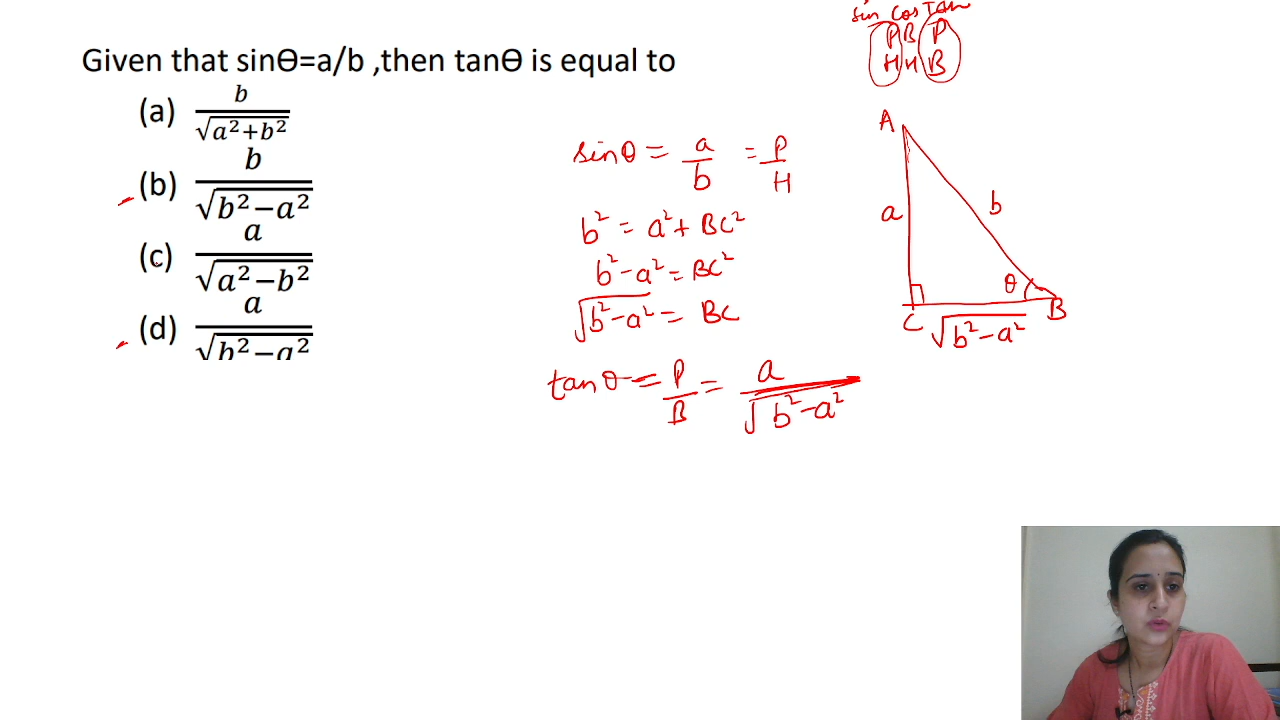 sin cos Tan
P B P
H H B
Given that sinΘ=a/b ,then tanΘ is equal to
(a) b/√(a²+b²)
(b) b/√(b²−a²)
(c) a/√(a²−b²)
(d) a/√(b²−a²)
sinθ = a/b = P/H
b² = a² + BC²
b² - a² = BC²
√(b²-a²) = BC
tanθ = P/B = a/√(b²-a²)
A
a
b
θ
C
B
√(b²-a²)